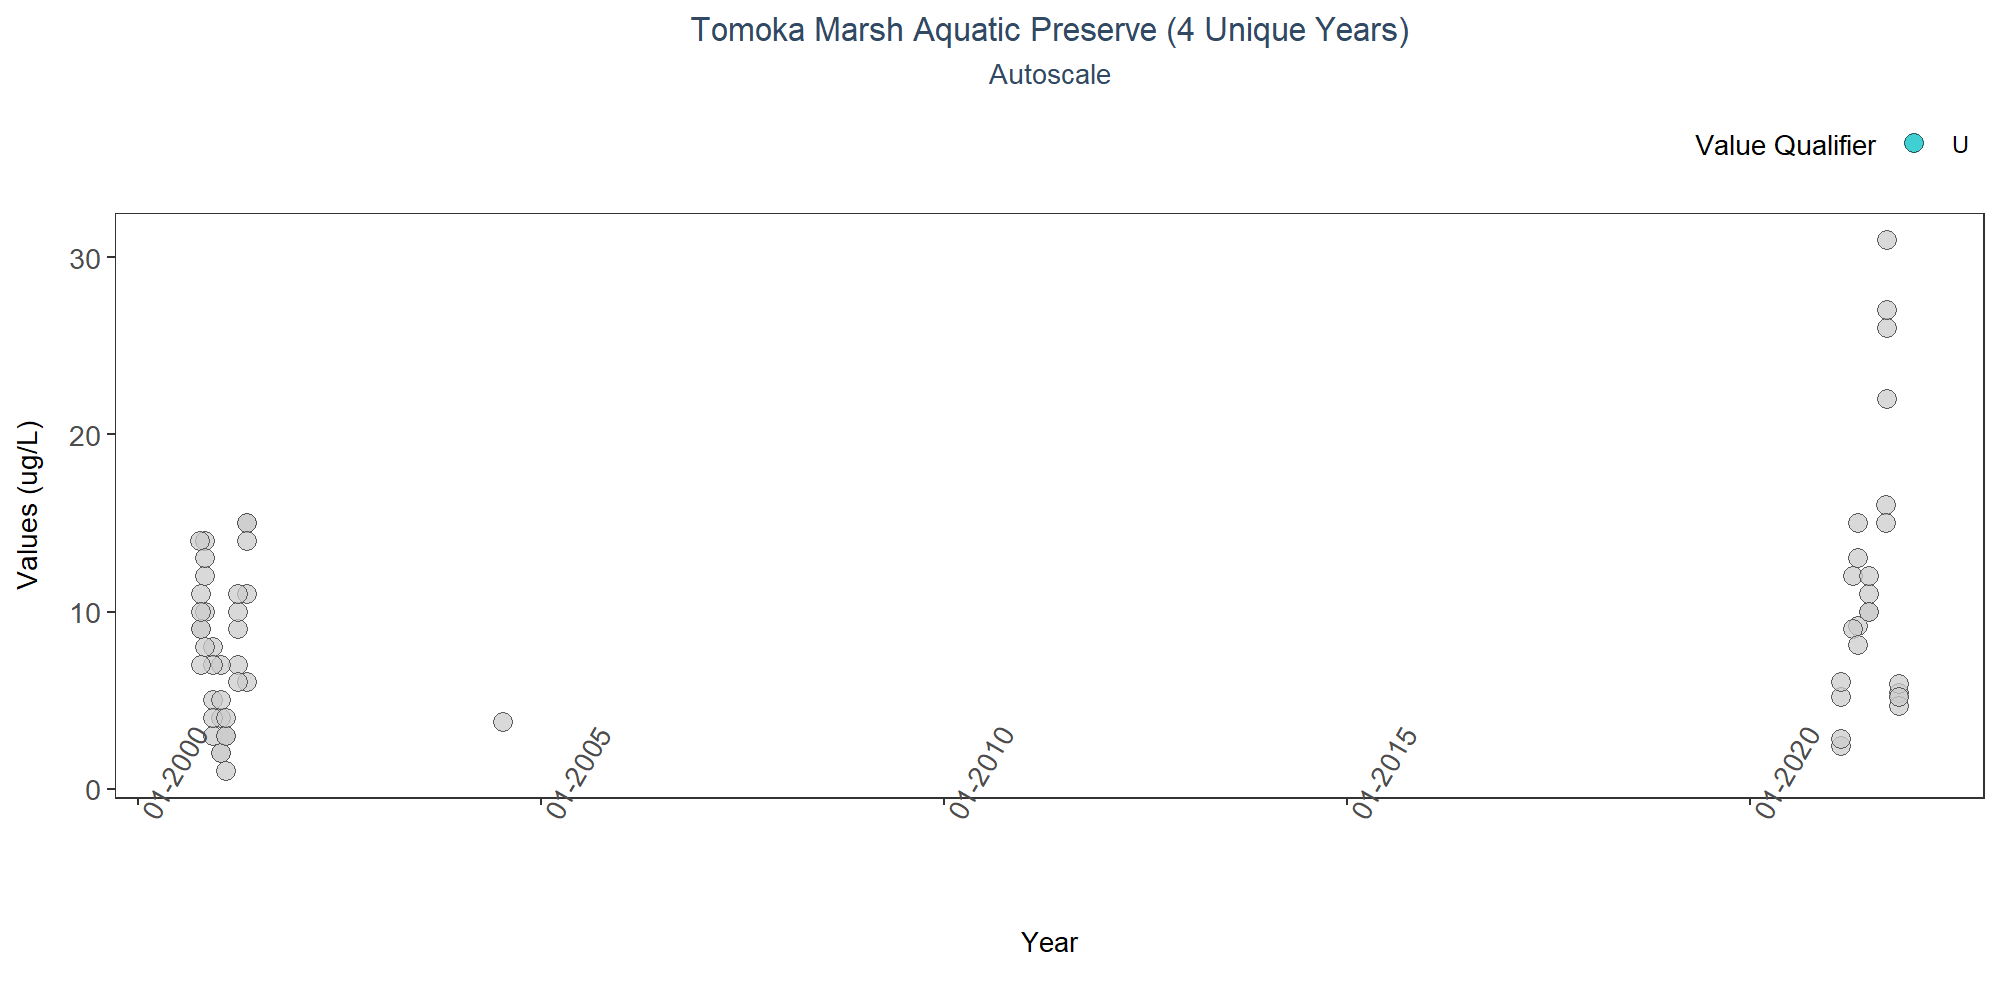 Tomoka Marsh Aquatic Preserve (4 Unique Years)
Autoscale
Value Qualifier U
Values (ug/L)
30
20
10
0
01-2000
01-2005
01-2010
01-2015
01-2020
Year